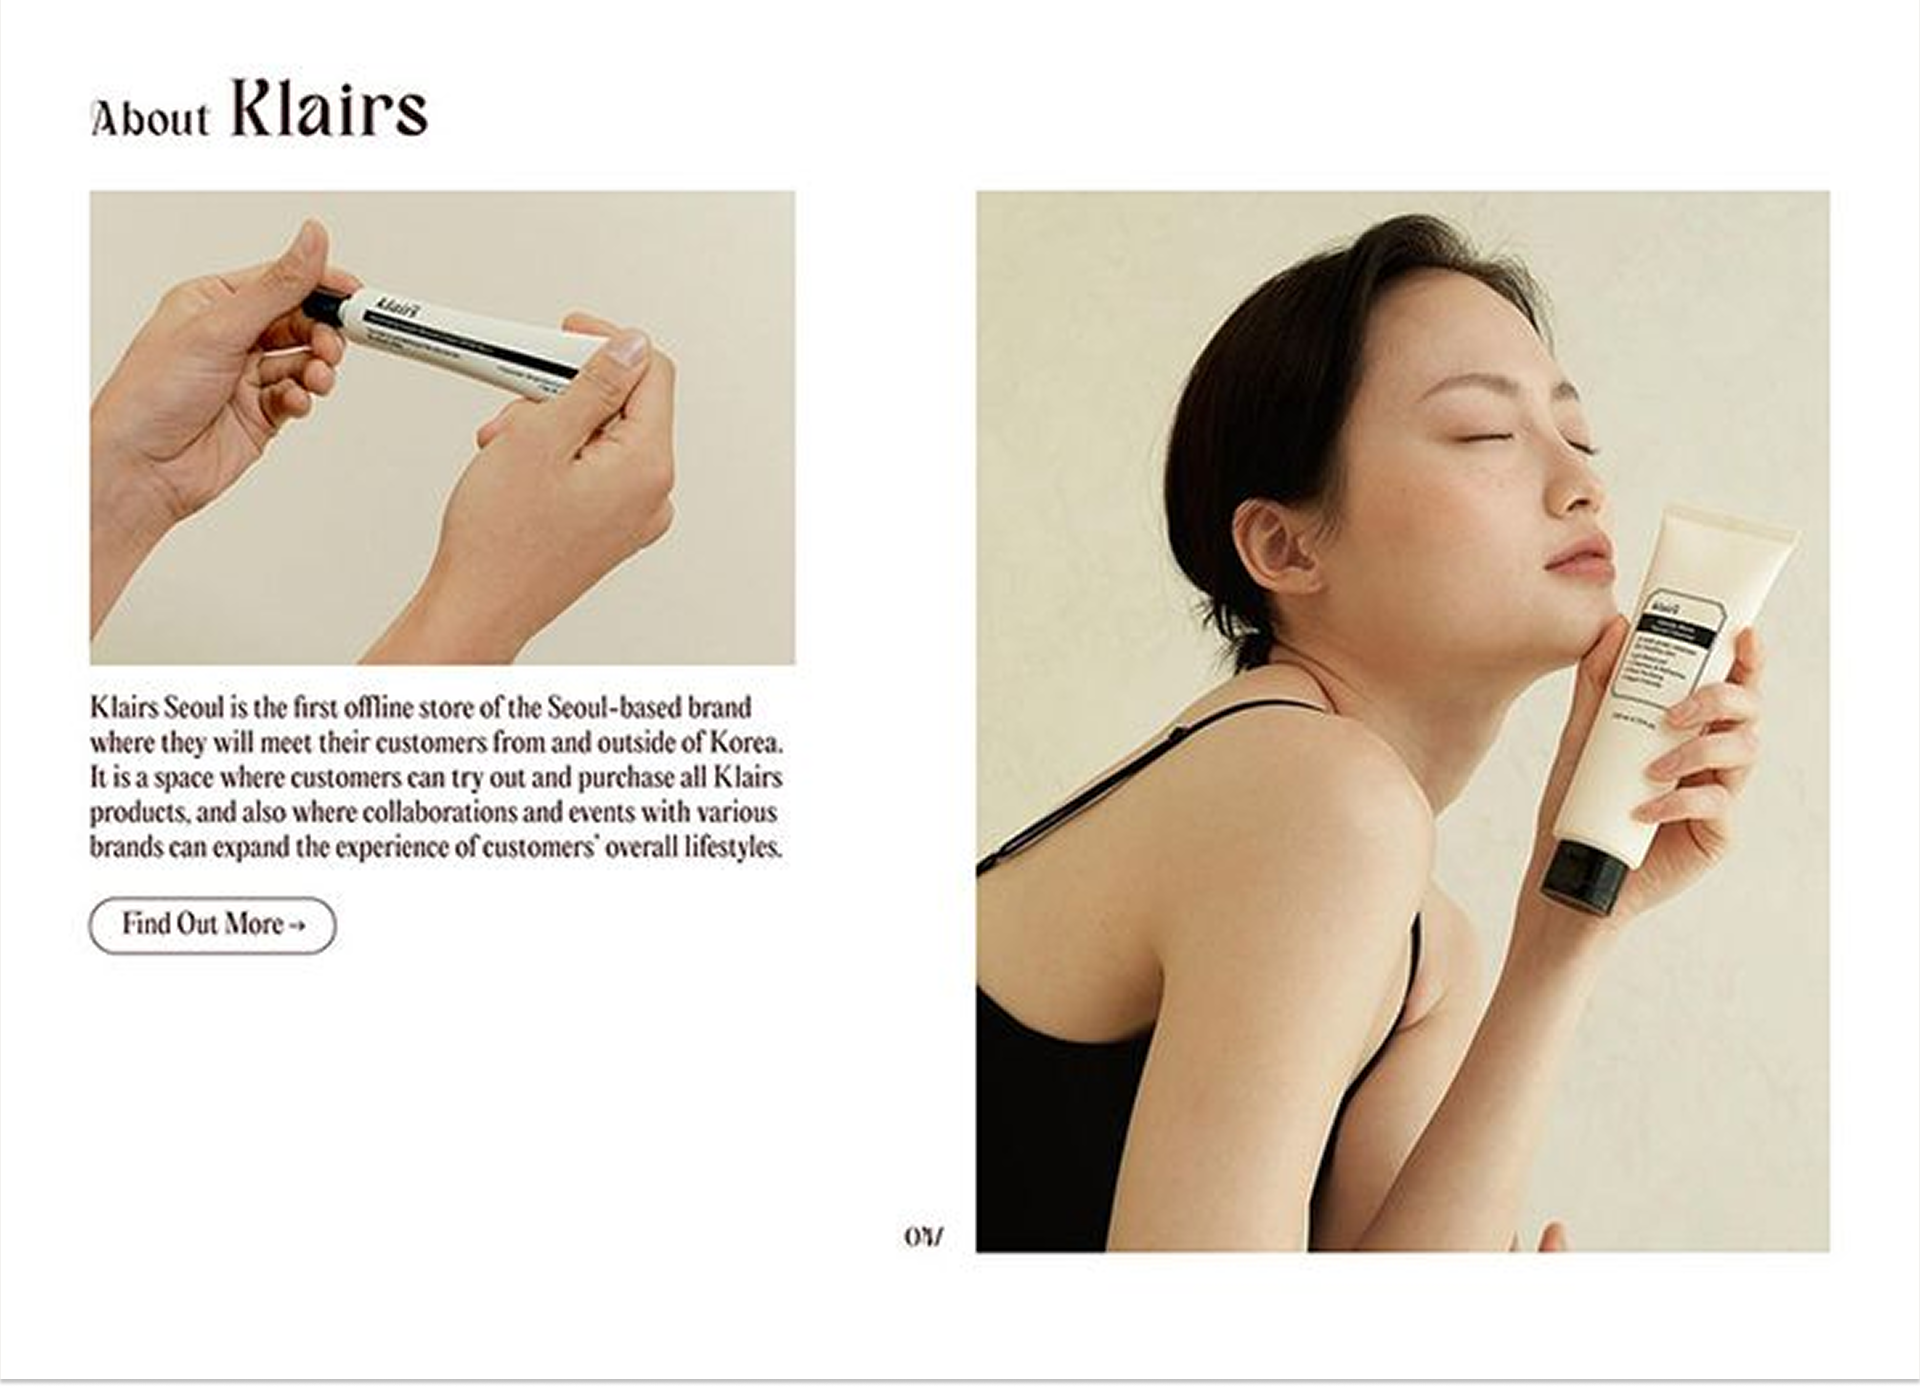 About Klairs
klairs
Klairs Seoul is the first offline store of the Seoul-based brand
where they will meet their customers from and outside of Korea.
It is a space where customers can try out and purchase all Klairs
products, and also where collaborations and events with various
brands can expand the experience of customers' overall lifestyles.
Find Out More→
klairs